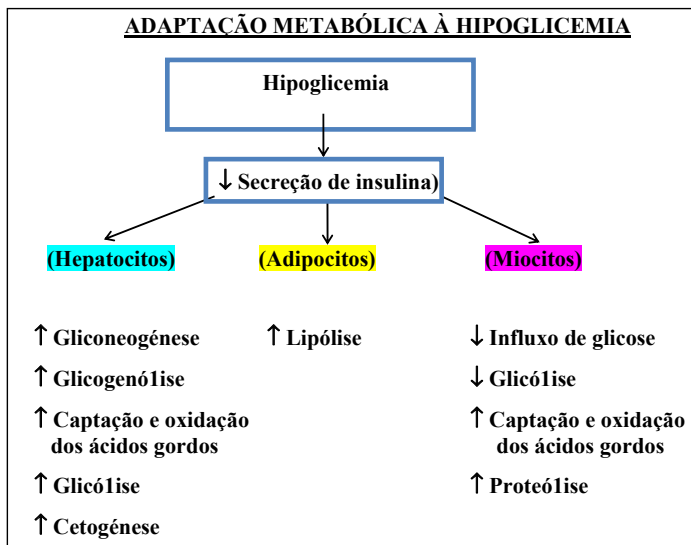 ADAPTAÇÃO METABÓLICA À HIPOGLICEMIA
Hipoglicemia
↓ Secreção de insulina)
(Hepatocitos) (Adipocitos) (Miocitos)
↑ Gliconeogénese ↑ Lipólise ↓ Influxo de glicose
↑ Glicogenó1ise ↓ Glicó1ise
↑ Captação e oxidação ↑ Captação e oxidação
dos ácidos gordos dos ácidos gordos
↑ Glicó1ise ↑ Proteó1ise
↑ Cetogénese